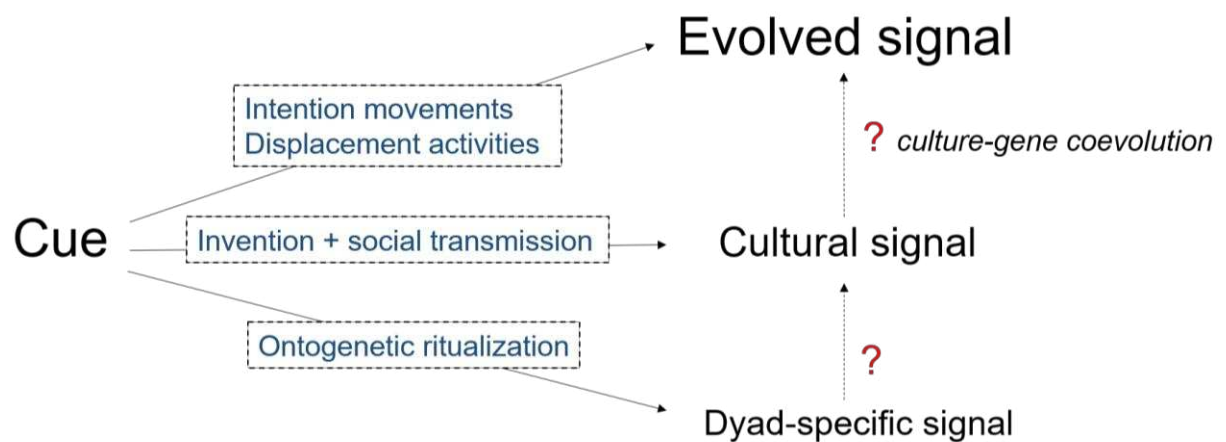 Evolved signal
Intention movements
Displacement activities
? culture-gene coevolution
Cue
Invention + social transmission
Cultural signal
Ontogenetic ritualization
?
Dyad-specific signal